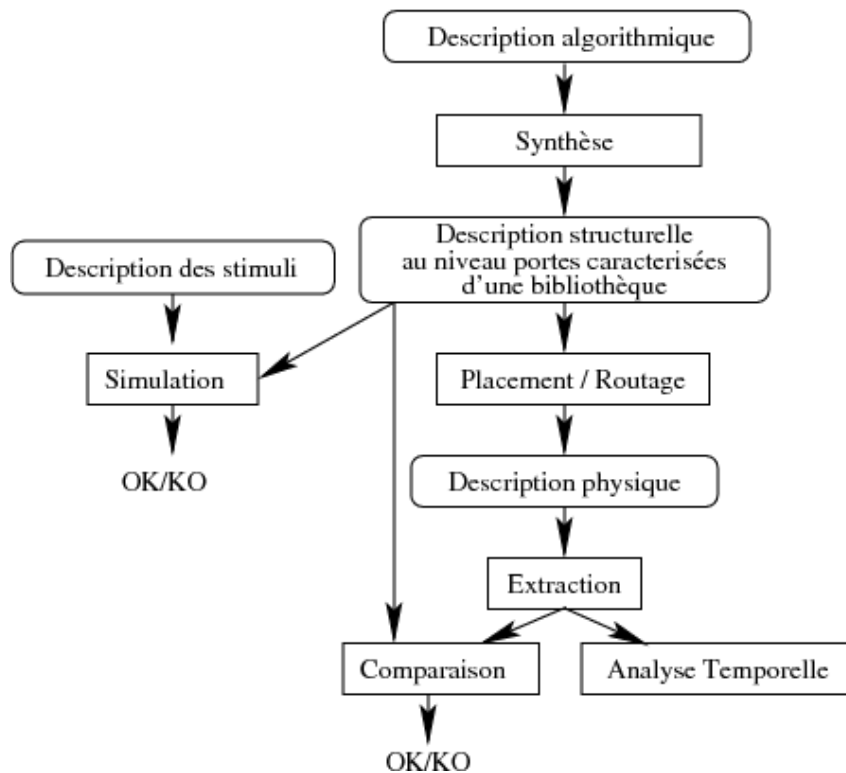 Description algorithmique
Synthèse
Description structurelle
au niveau portes caracterisées
d'une bibliothèque
Description des stimuli
Simulation
Placement / Routage
OK/KO
Description physique
Extraction
Comparaison
Analyse Temporelle
OK/KO